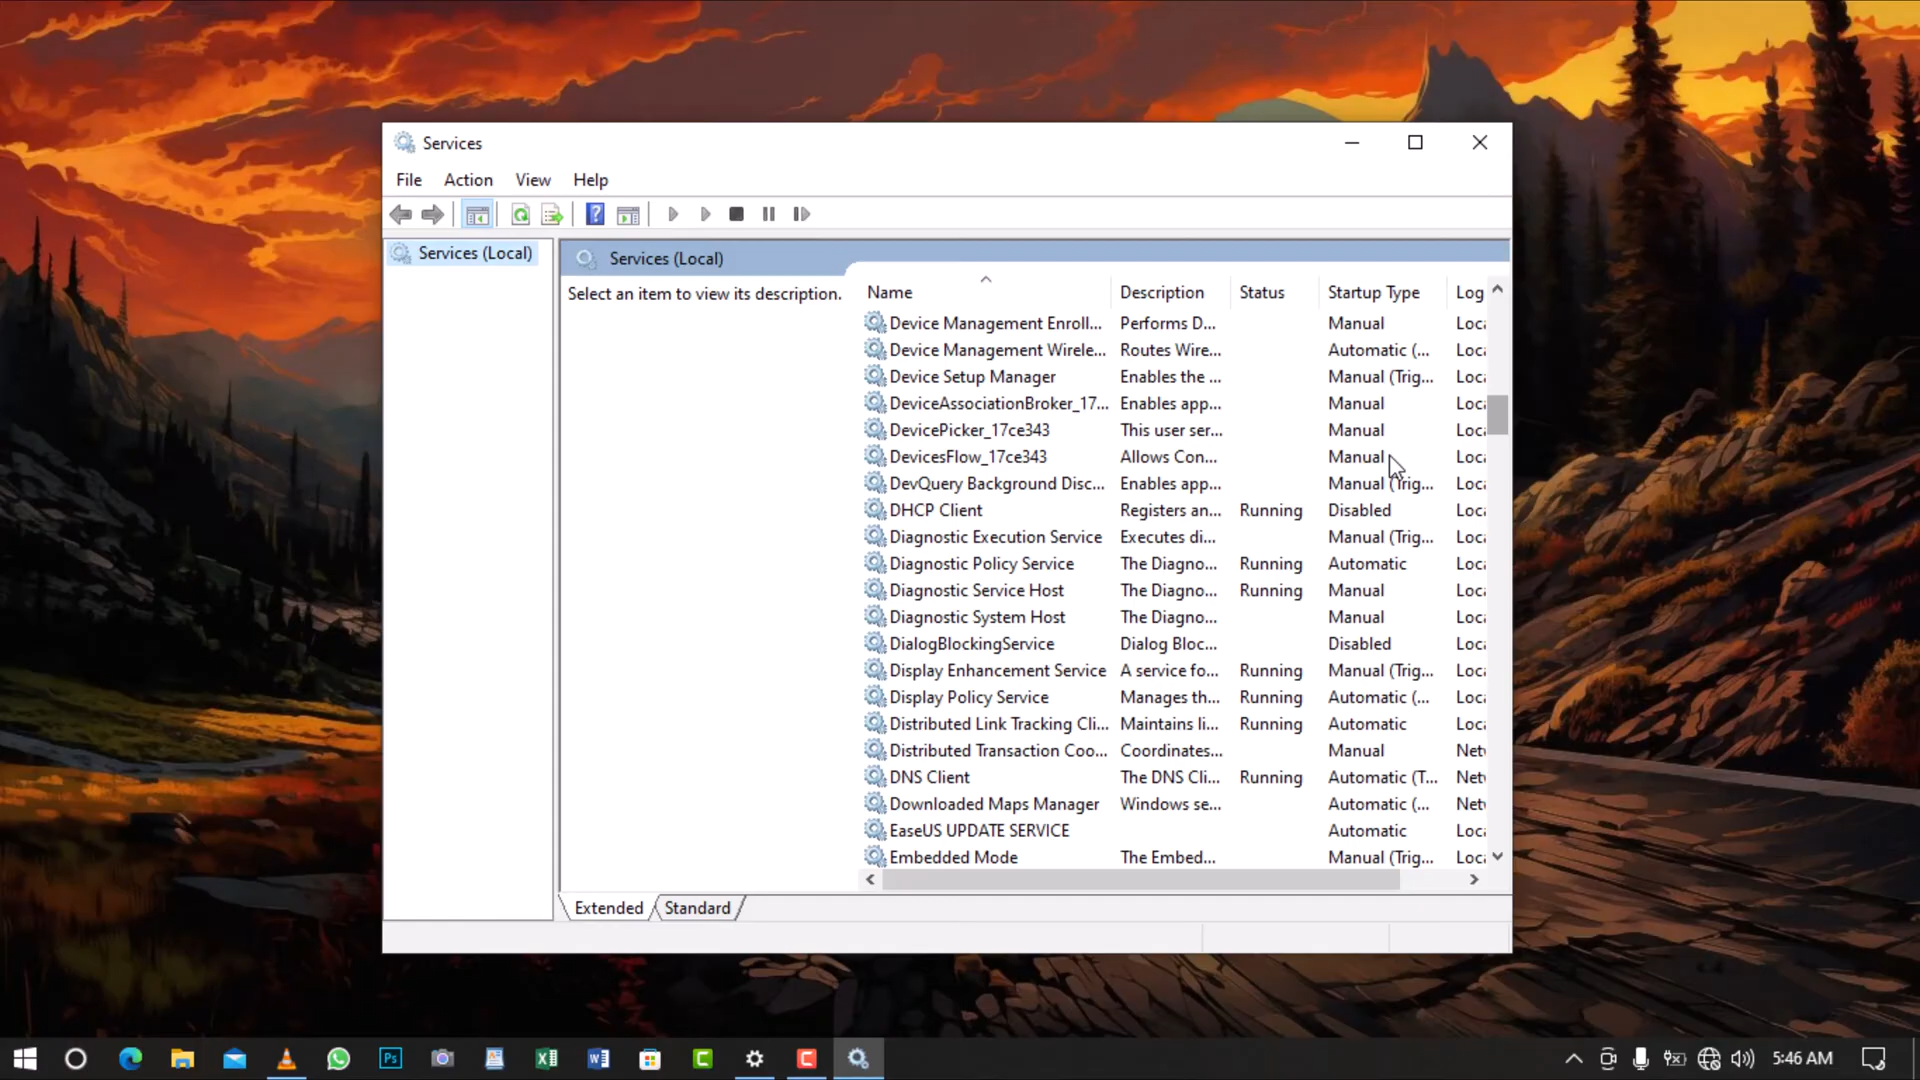 Services
File Action View Help
Services (Local)
Services (Local)
Select an item to view its description.
Name Description Status Startup Type Log
Device Management Enroll... Performs D... Manual Loca
Device Management Wirele... Routes Wire... Automatic (... Loca
Device Setup Manager Enables the ... Manual (Trig... Loca
DeviceAssociationBroker_17... Enables app... Manual Loca
DevicePicker_17ce343 This user ser... Manual Loca
DevicesFlow_17ce343 Allows Con... Manual Loca
DevQuery Background Disc... Enables app... Manual (Trig... Loca
DHCP Client Registers an... Running Disabled Loca
Diagnostic Execution Service Executes di... Manual (Trig... Loca
Diagnostic Policy Service The Diagno... Running Automatic Loca
Diagnostic Service Host The Diagno... Running Manual Loca
Diagnostic System Host The Diagno... Manual Loca
DialogBlockingService Dialog Bloc... Disabled Loca
Display Enhancement Service A service fo... Running Manual (Trig... Loca
Display Policy Service Manages th... Running Automatic (... Loca
Distributed Link Tracking Cli... Maintains li... Running Automatic Loca
Distributed Transaction Coo... Coordinates... Manual Netw
DNS Client The DNS Cli... Running Automatic (T... Netw
Downloaded Maps Manager Windows se... Automatic (... Netw
EaseUS UPDATE SERVICE Automatic Loca
Embedded Mode The Embed... Manual (Trig... Loca
Extended Standard
Ps
5:46 AM